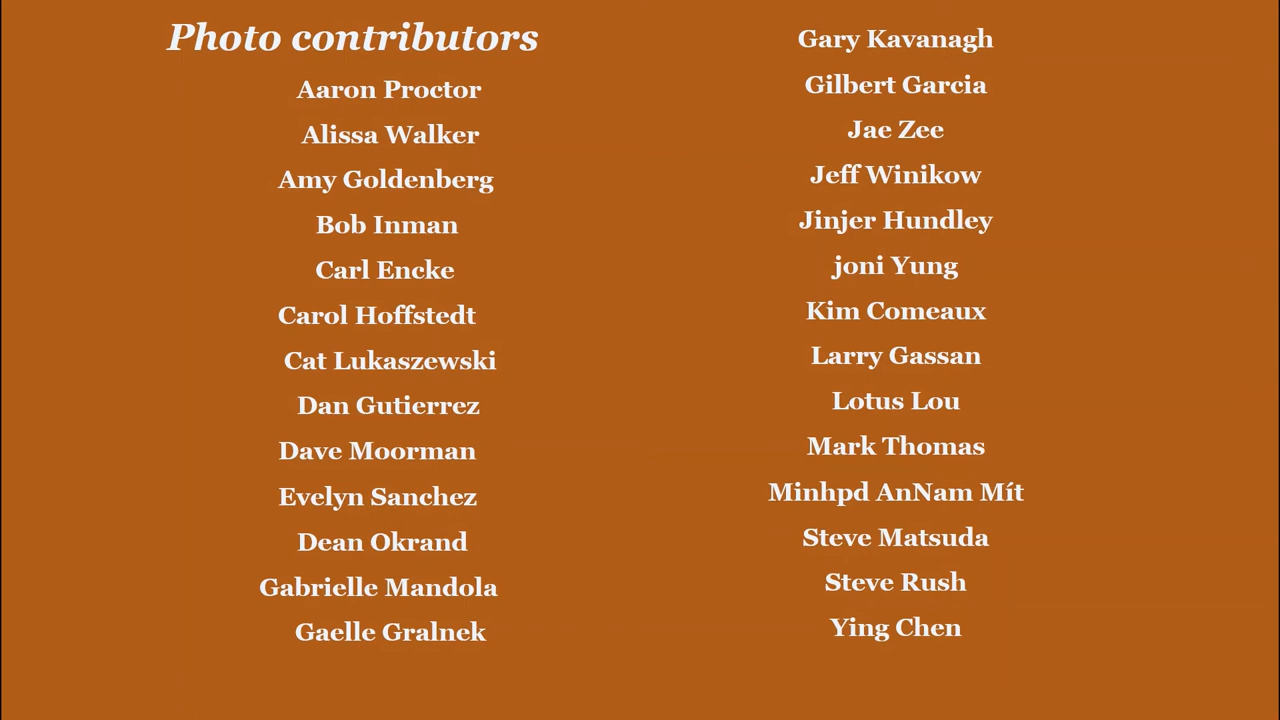 Photo contributors
Aaron Proctor
Alissa Walker
Amy Goldenberg
Bob Inman
Carl Encke
Carol Hoffstedt
Cat Lukaszewski
Dan Gutierrez
Dave Moorman
Evelyn Sanchez
Dean Okrand
Gabrielle Mandola
Gaelle Gralnek
Gary Kavanagh
Gilbert Garcia
Jae Zee
Jeff Winikow
Jinjer Hundley
joni Yung
Kim Comeaux
Larry Gassan
Lotus Lou
Mark Thomas
Minhpd AnNam Mít
Steve Matsuda
Steve Rush
Ying Chen